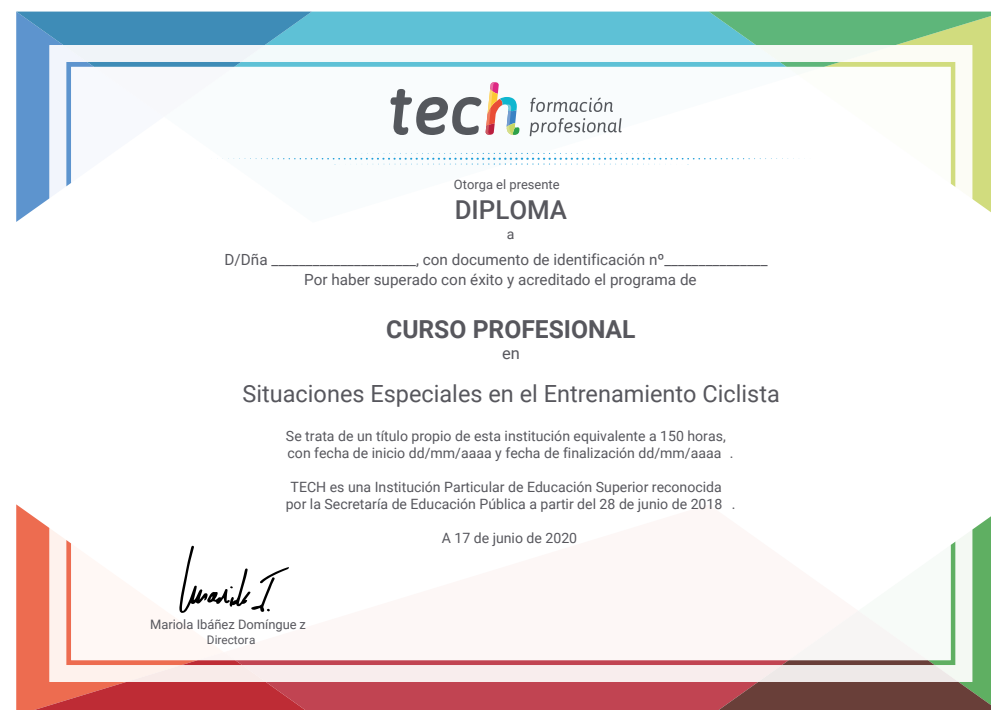 tech formación
profesional
Otorga el presente
DIPLOMA
a
D/Dña ____________________, con documento de identificación nº______________
Por haber superado con éxito y acreditado el programa de
CURSO PROFESIONAL
en
Situaciones Especiales en el Entrenamiento Ciclista
Se trata de un título propio de esta institución equivalente a 150 horas,
con fecha de inicio dd/mm/aaaa y fecha de finalización dd/mm/aaaa .
TECH es una Institución Particular de Educación Superior reconocida
por la Secretaría de Educación Pública a partir del 28 de junio de 2018 .
A 17 de junio de 2020
Mariola Ibáñez Domíngue z
Directora